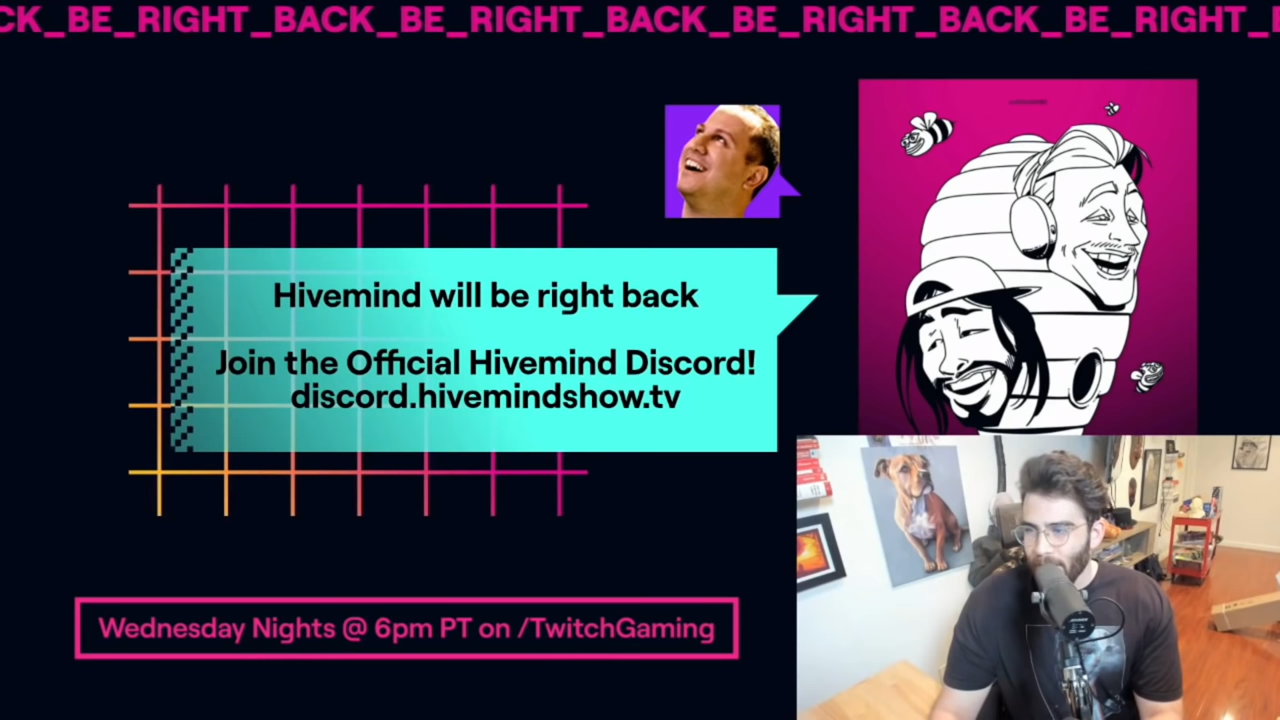 CK_BE_RIGHT_BACK_BE_RIGHT_BACK_BE_RIGHT_BACK_BE_RIGHT_
Hivemind will be right back
Join the Official Hivemind Discord!
discord.hivemindshow.tv
Wednesday Nights @ 6pm PT on /TwitchGaming